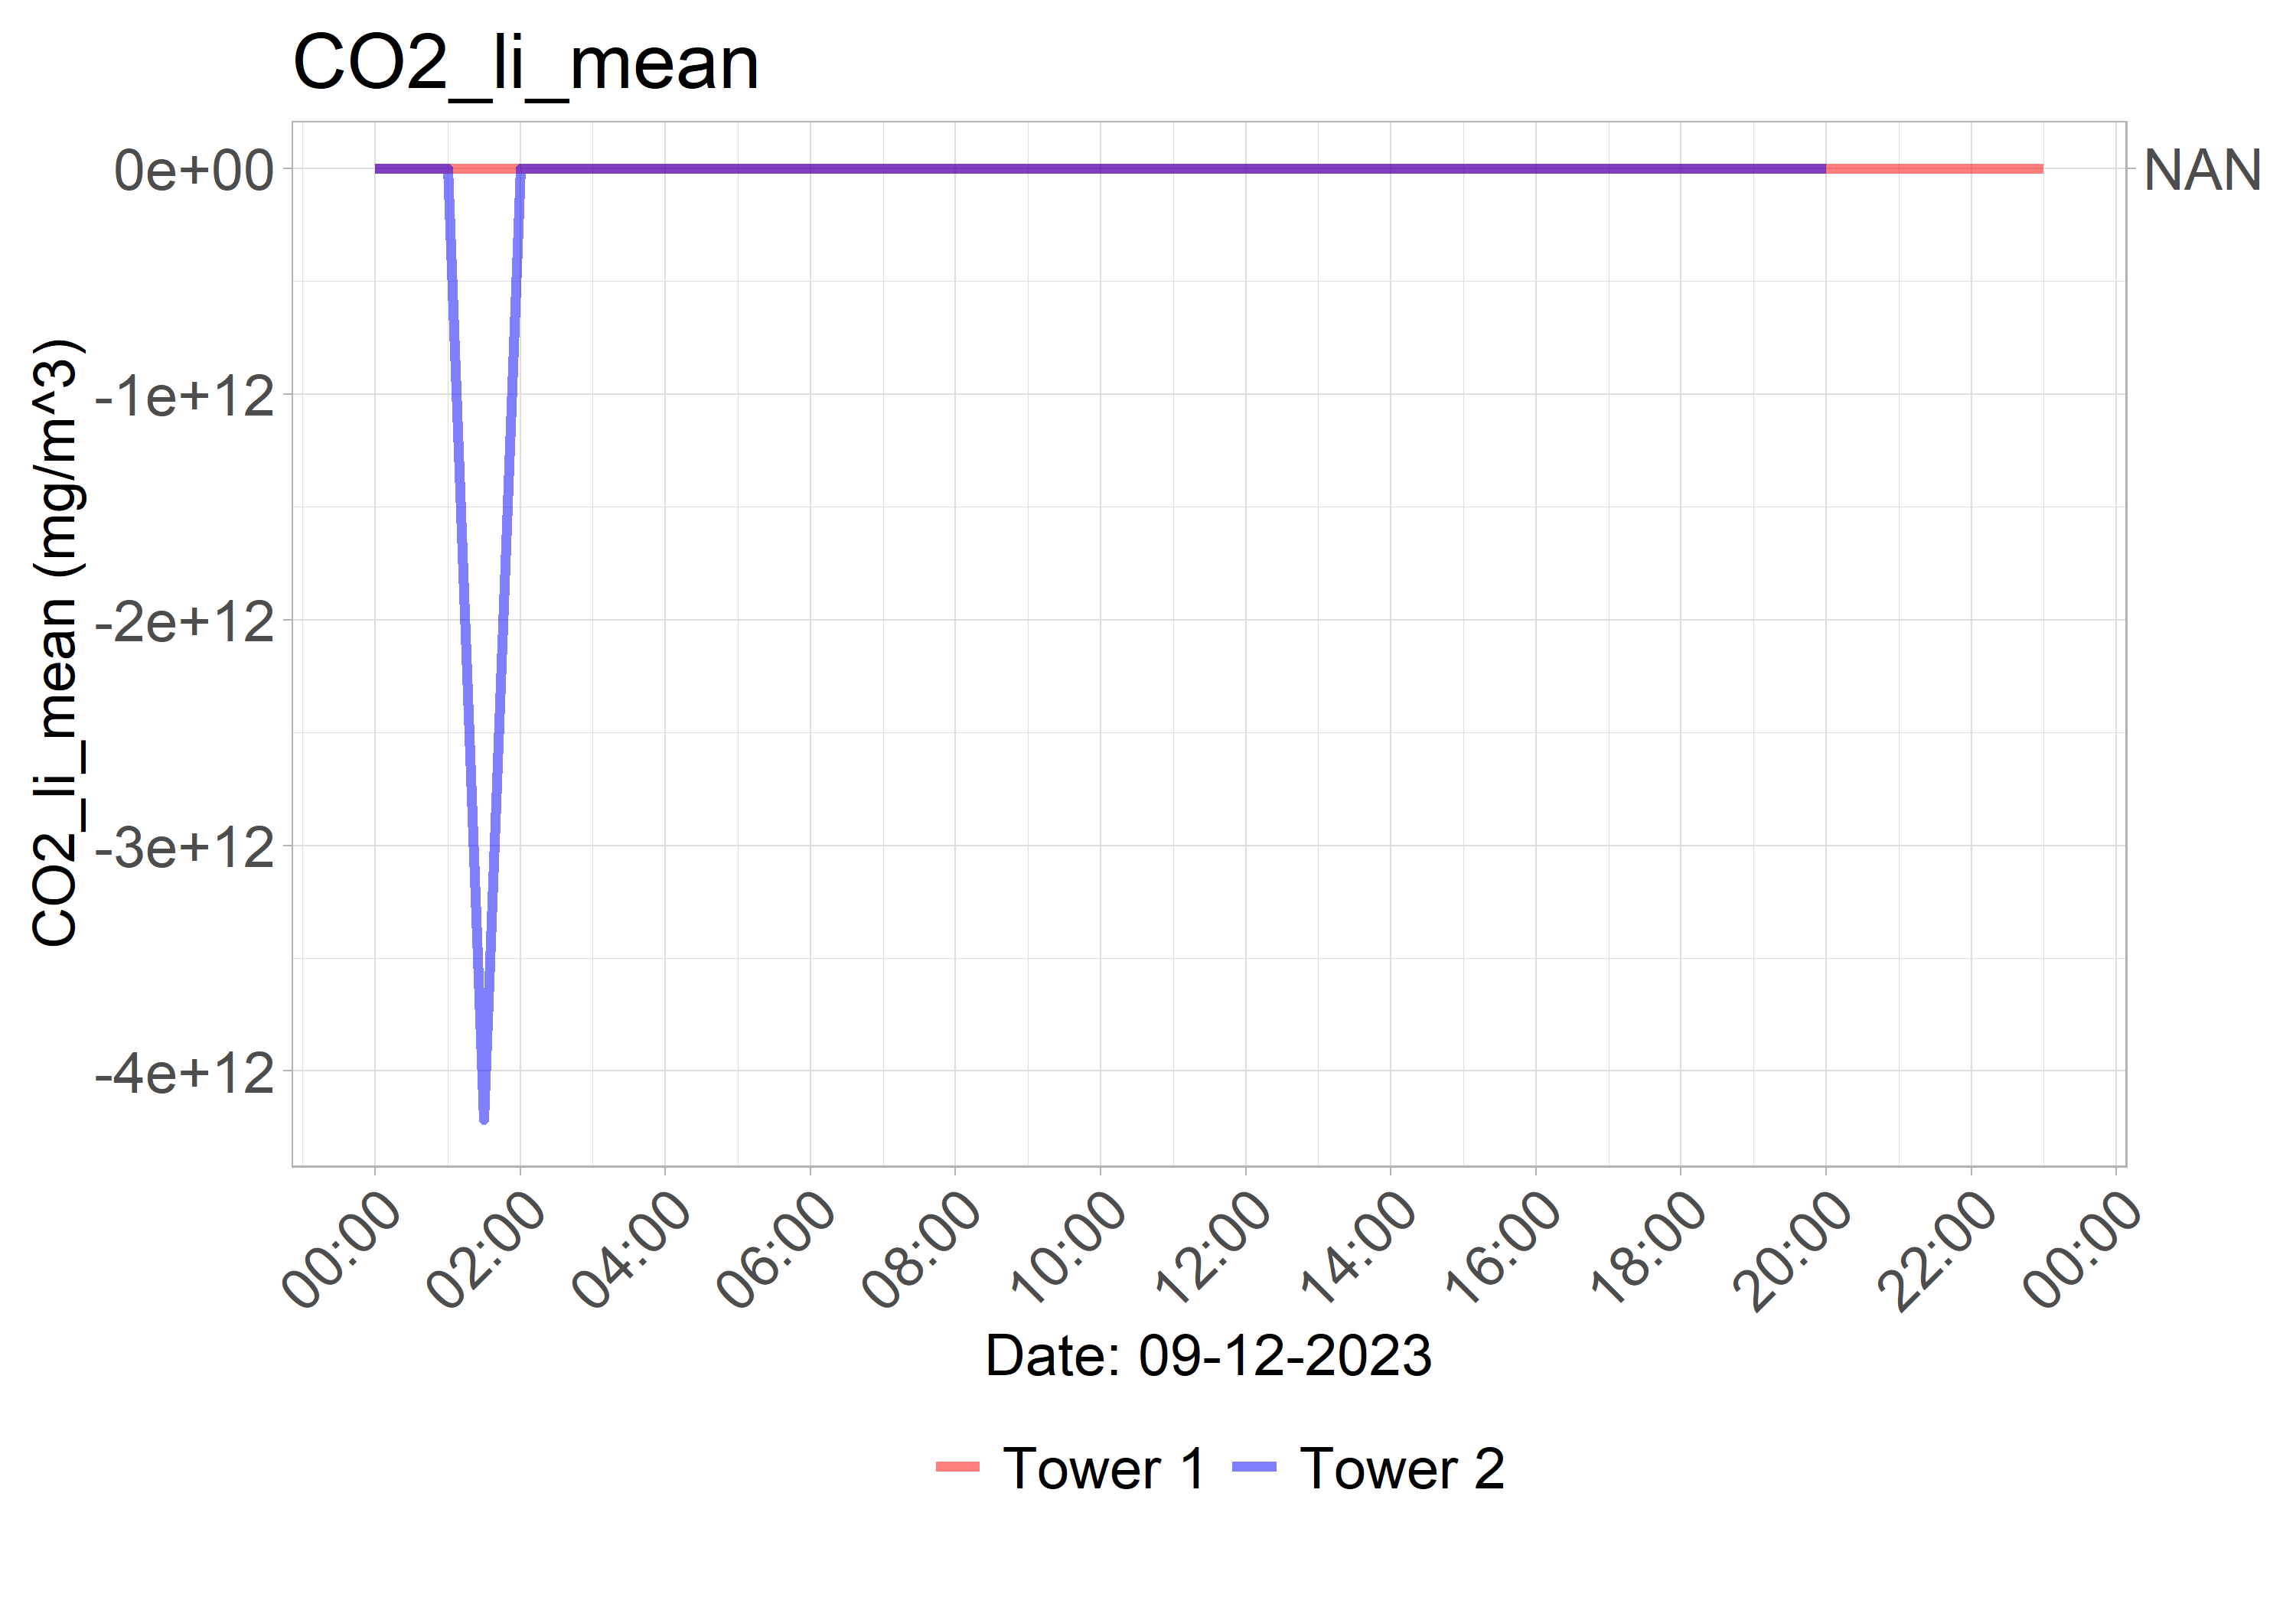 CO2_li_mean
CO2_li_mean (mg/m^3)
0e+00
-1e+12
-2e+12
-3e+12
-4e+12
NAN
00:00
02:00
04:00
06:00
08:00
10:00
12:00
14:00
16:00
18:00
20:00
22:00
00:00
Date: 09-12-2023
Tower 1 Tower 2